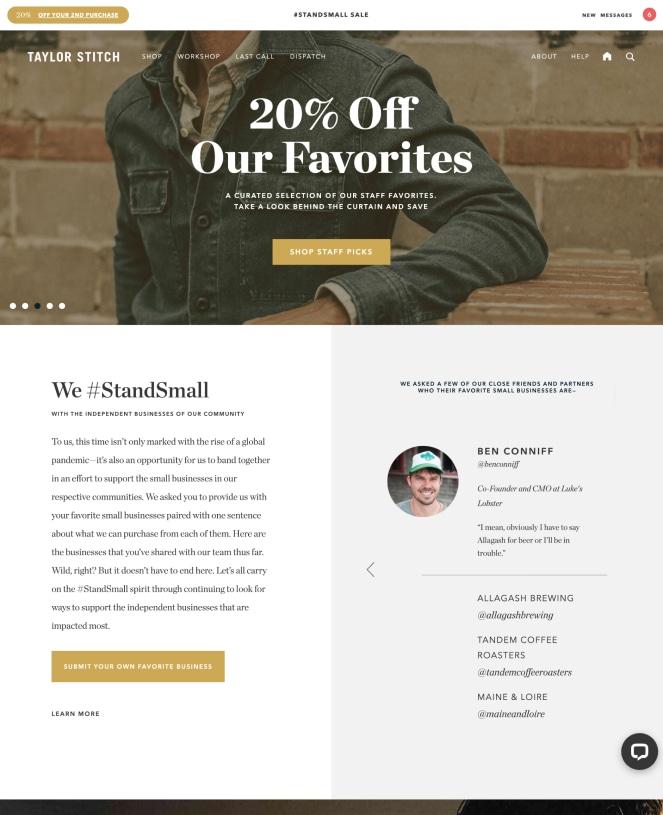 20% OFF YOUR 2ND PURCHASE
#STANDSMALL SALE
NEW MESSAGES 6
TAYLOR STITCH
SHOP WORKSHOP LAST CALL DISPATCH
ABOUT HELP
20% Off
Our Favorites
A CURATED SELECTION OF OUR STAFF FAVORITES.
TAKE A LOOK BEHIND THE CURTAIN AND SAVE
SHOP STAFF PICKS
We #StandSmall
WITH THE INDEPENDENT BUSINESSES OF OUR COMMUNITY
To us, this time isn't only marked with the rise of a global
pandemic—it's also an opportunity for us to band together
in an effort to support the small businesses in our
respective communities. We asked you to provide us with
your favorite small businesses paired with one sentence
about what we can purchase from each of them. Here are
the businesses that you've shared with our team thus far.
Wild, right? But it doesn't have to end here. Let's all carry
on the #StandSmall spirit through continuing to look for
ways to support the independent businesses that are
impacted most.
SUBMIT YOUR OWN FAVORITE BUSINESS
LEARN MORE
WE ASKED A FEW OF OUR CLOSE FRIENDS AND PARTNERS
WHO THEIR FAVORITE SMALL BUSINESSES ARE—
BEN CONNIFF
@benconniff
Co-Founder and CMO at Luke's
Lobster
"I mean, obviously I have to say
Allagash for beer or I'll be in
trouble."
ALLAGASH BREWING
@allagashbrewing
TANDEM COFFEE
ROASTERS
@tandemcoffeeroasters
MAINE & LOIRE
@maineandloire